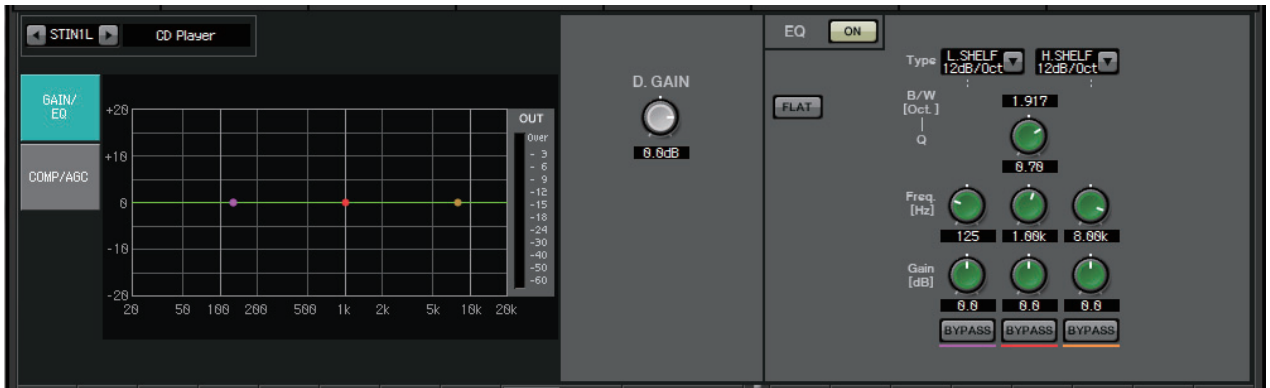 STIN1L CD Player
GAIN/
EQ
COMP/AGC
+20
+10
0
-10
-20
20 50 100 200 500 1k 2k 5k 10k 20k
OUT
Over
- 3
- 6
- 9
-12
-15
-18
-24
-30
-40
-50
-60
D. GAIN
0.0dB
EQ ON
FLAT
Type L.SHELF H.SHELF
12dB/Oct 12dB/Oct
B/W
[Oct.]
1.917
Q
0.70
Freq.
[Hz]
125 1.00k 8.00k
Gain
[dB]
0.0 0.0 0.0
BYPASS BYPASS BYPASS